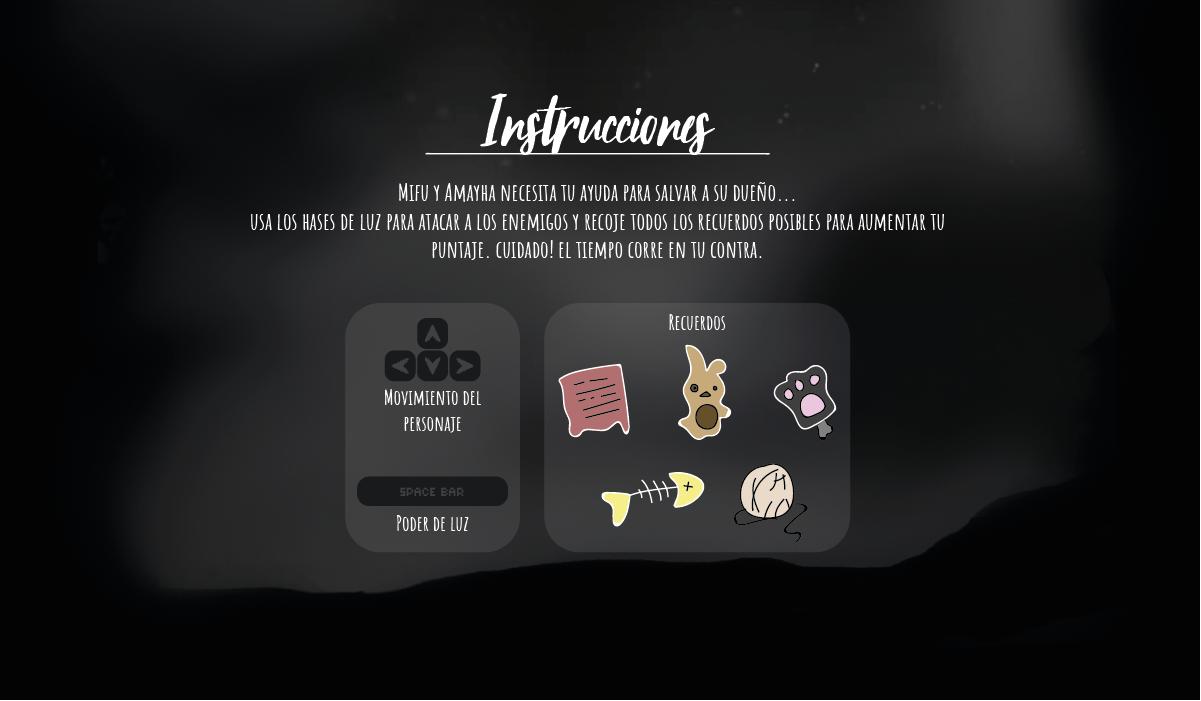 Instrucciones
Mifu y Amayha necesita tu ayuda para salvar a su dueño...
usa los hases de luz para atacar a los enemigos y recoje todos los recuerdos posibles para aumentar tu
puntaje. cuidado! el tiempo corre en tu contra.
Movimiento del
personaje
SPACE BAR
Poder de luz
Recuerdos